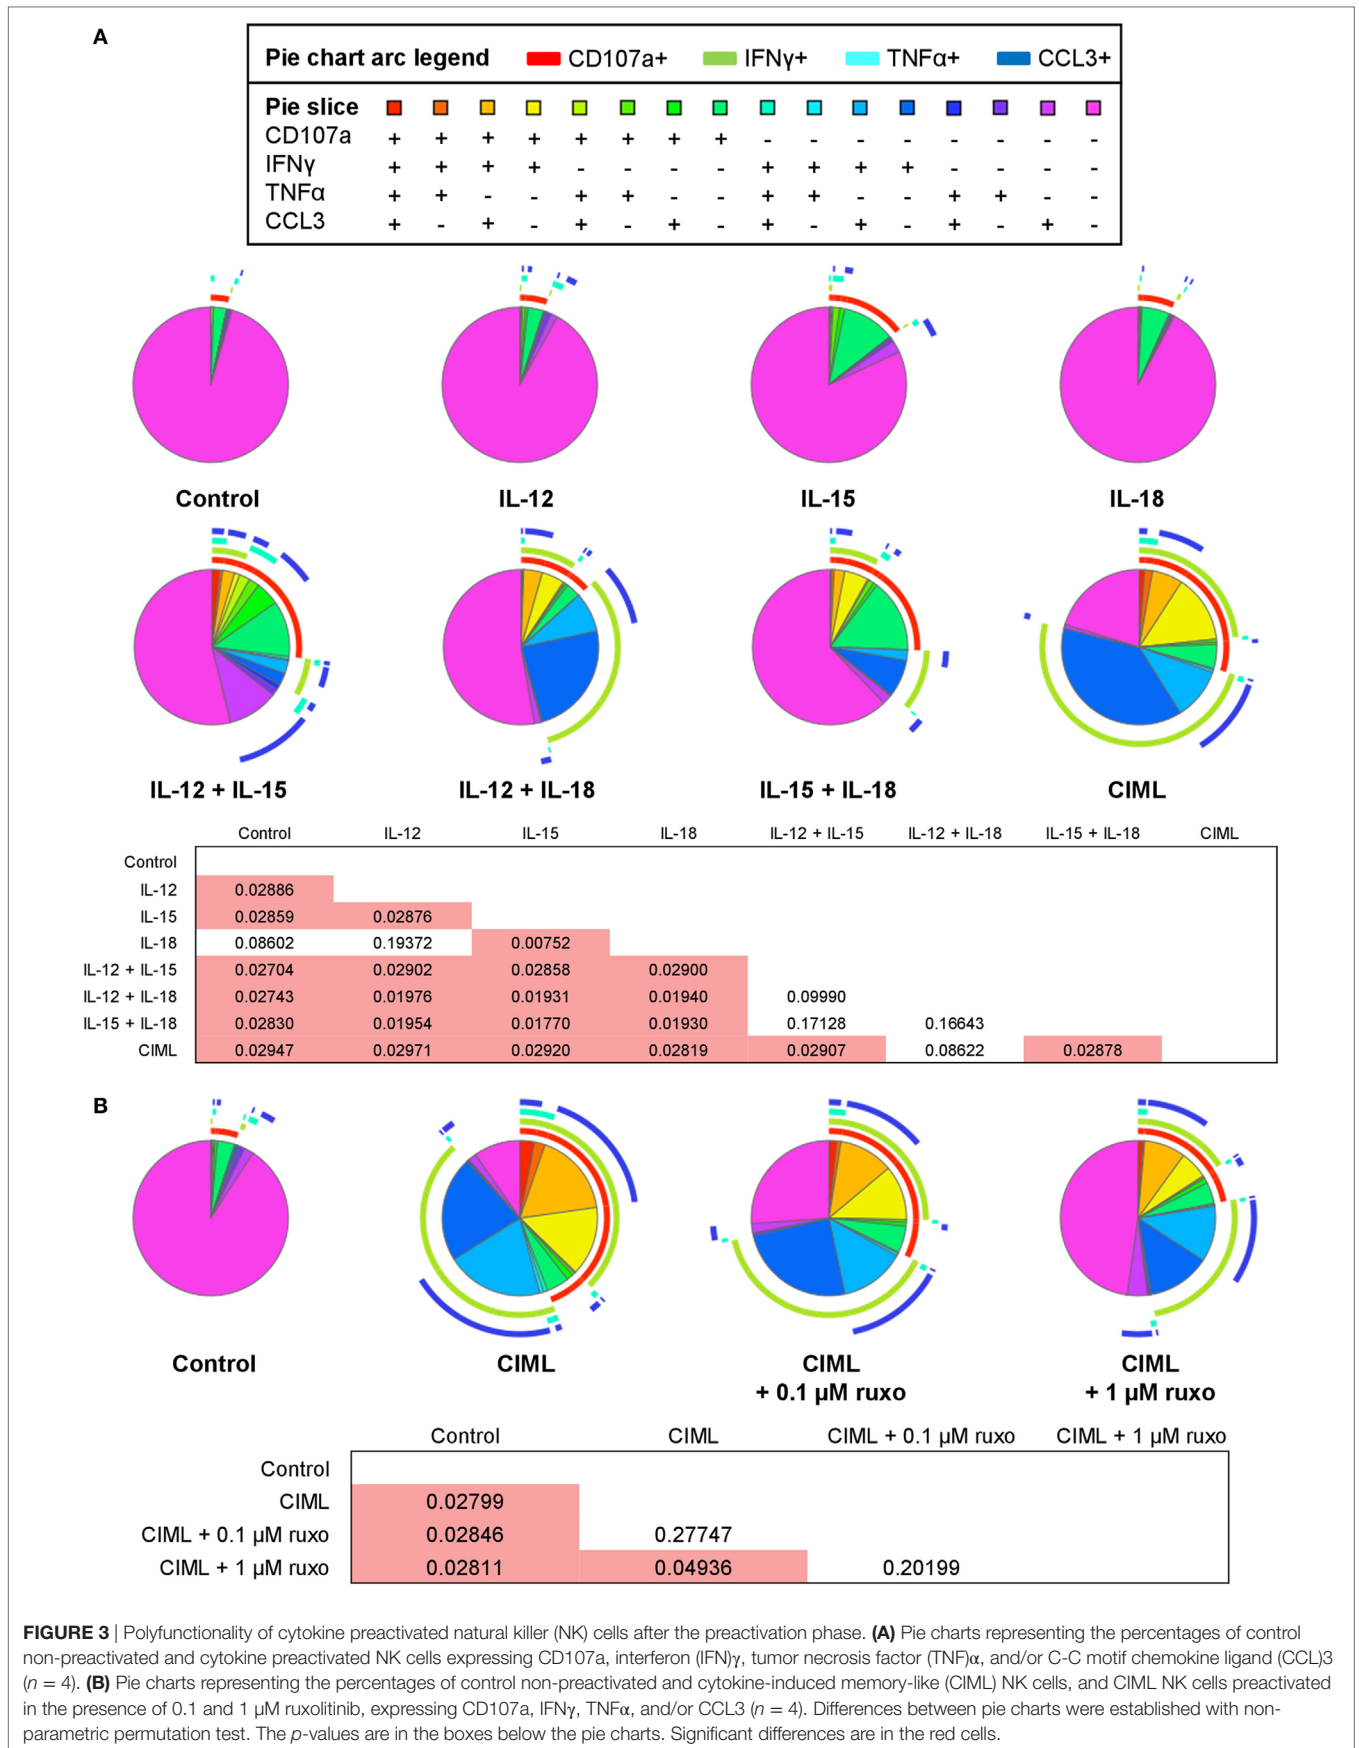 A
Pie chart arc legend CD107a+ IFNγ+ TNFα+ CCL3+
Pie slice
CD107a + + + + + + + + - - - - - - - -
IFNγ + + + + - - - - + + + + - - - -
TNFα + + - - + + - - + + - - + + - -
CCL3 + - + - + - + - + - + - + - + -
Control IL-12 IL-15 IL-18
IL-12 + IL-15 IL-12 + IL-18 IL-15 + IL-18 CIML
Control IL-12 IL-15 IL-18 IL-12 + IL-15 IL-12 + IL-18 IL-15 + IL-18 CIML
Control
IL-12 0.02886
IL-15 0.02859 0.02876
IL-18 0.08602 0.19372 0.00752
IL-12 + IL-15 0.02704 0.02902 0.02858 0.02900
IL-12 + IL-18 0.02743 0.01976 0.01931 0.01940 0.09990
IL-15 + IL-18 0.02830 0.01954 0.01770 0.01930 0.17128 0.16643
CIML 0.02947 0.02971 0.02920 0.02819 0.02907 0.08622 0.02878
B
Control CIML CIML CIML
+ 0.1 µM ruxo + 1 µM ruxo
Control CIML CIML + 0.1 µM ruxo CIML + 1 µM ruxo
Control
CIML 0.02799
CIML + 0.1 µM ruxo 0.02846 0.27747
CIML + 1 µM ruxo 0.02811 0.04936 0.20199
FIGURE 3 | Polyfunctionality of cytokine preactivated natural killer (NK) cells after the preactivation phase. (A) Pie charts representing the percentages of control
non-preactivated and cytokine preactivated NK cells expressing CD107a, interferon (IFN)γ, tumor necrosis factor (TNF)α, and/or C-C motif chemokine ligand (CCL)3
(n = 4). (B) Pie charts representing the percentages of control non-preactivated and cytokine-induced memory-like (CIML) NK cells, and CIML NK cells preactivated
in the presence of 0.1 and 1 µM ruxolitinib, expressing CD107a, IFNγ, TNFα, and/or CCL3 (n = 4). Differences between pie charts were established with non-
parametric permutation test. The p-values are in the boxes below the pie charts. Significant differences are in the red cells.